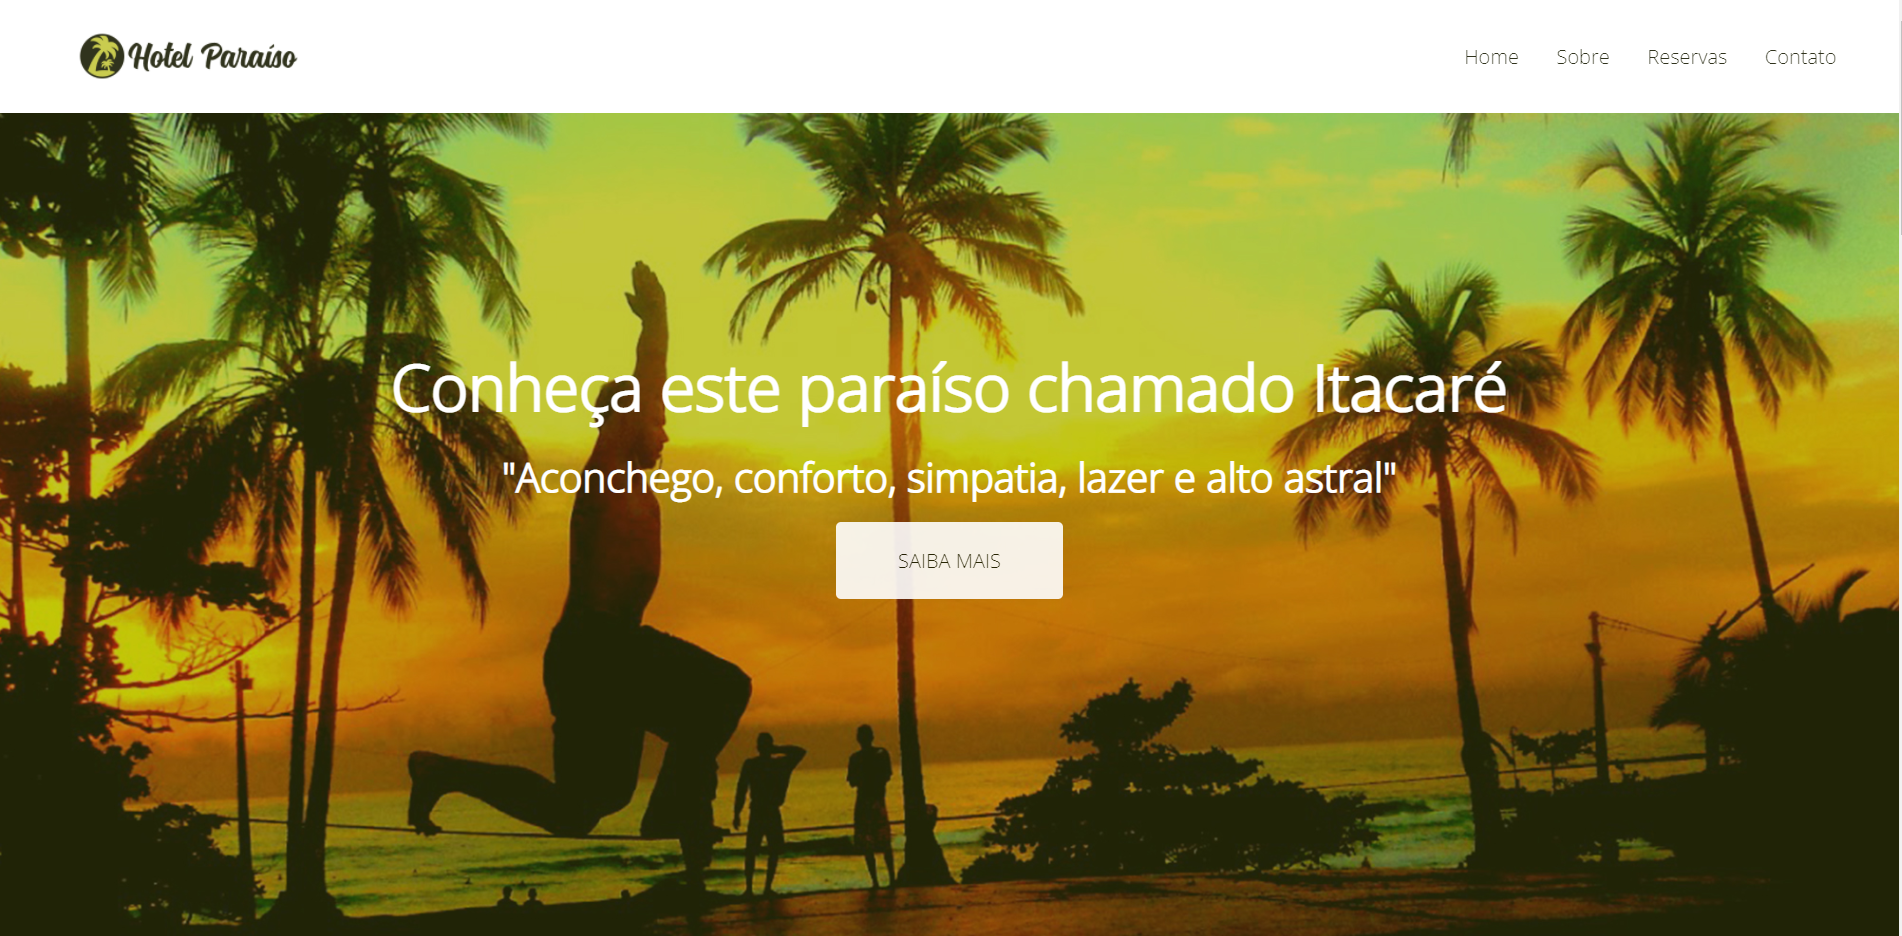 Hotel Paraíso
Home Sobre Reservas Contato
Conheça este paraíso chamado Itacaré
"Aconchego, conforto, simpatia, lazer e alto astral"
SAIBA MAIS